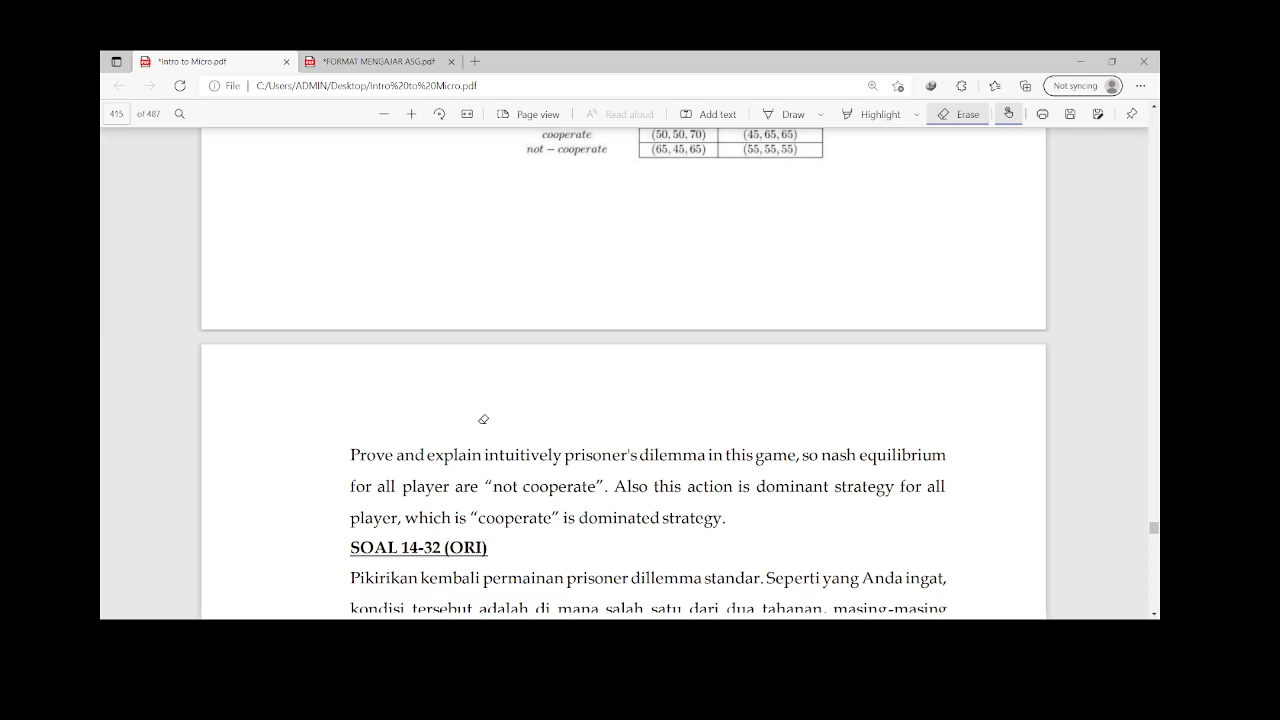 *Intro to Micro.pdf
*FORMAT MENGAJAR ASG.pdf
File
C:/Users/ADMIN/Desktop/Intro%20to%20Micro.pdf
Not syncing
415 of 487
Page view
Read aloud
Add text
Draw
Highlight
Erase
cooperate (50, 50, 70) (45, 65, 65)
not − cooperate (65, 45, 65) (55, 55, 55)
Prove and explain intuitively prisoner's dilemma in this game, so nash equilibrium
for all player are “not cooperate”. Also this action is dominant strategy for all
player, which is “cooperate” is dominated strategy.
SOAL 14-32 (ORI)
Pikirikan kembali permainan prisoner dillemma standar. Seperti yang Anda ingat,
kondisi tersebut adalah di mana salah satu dari dua tahanan, masing-masing